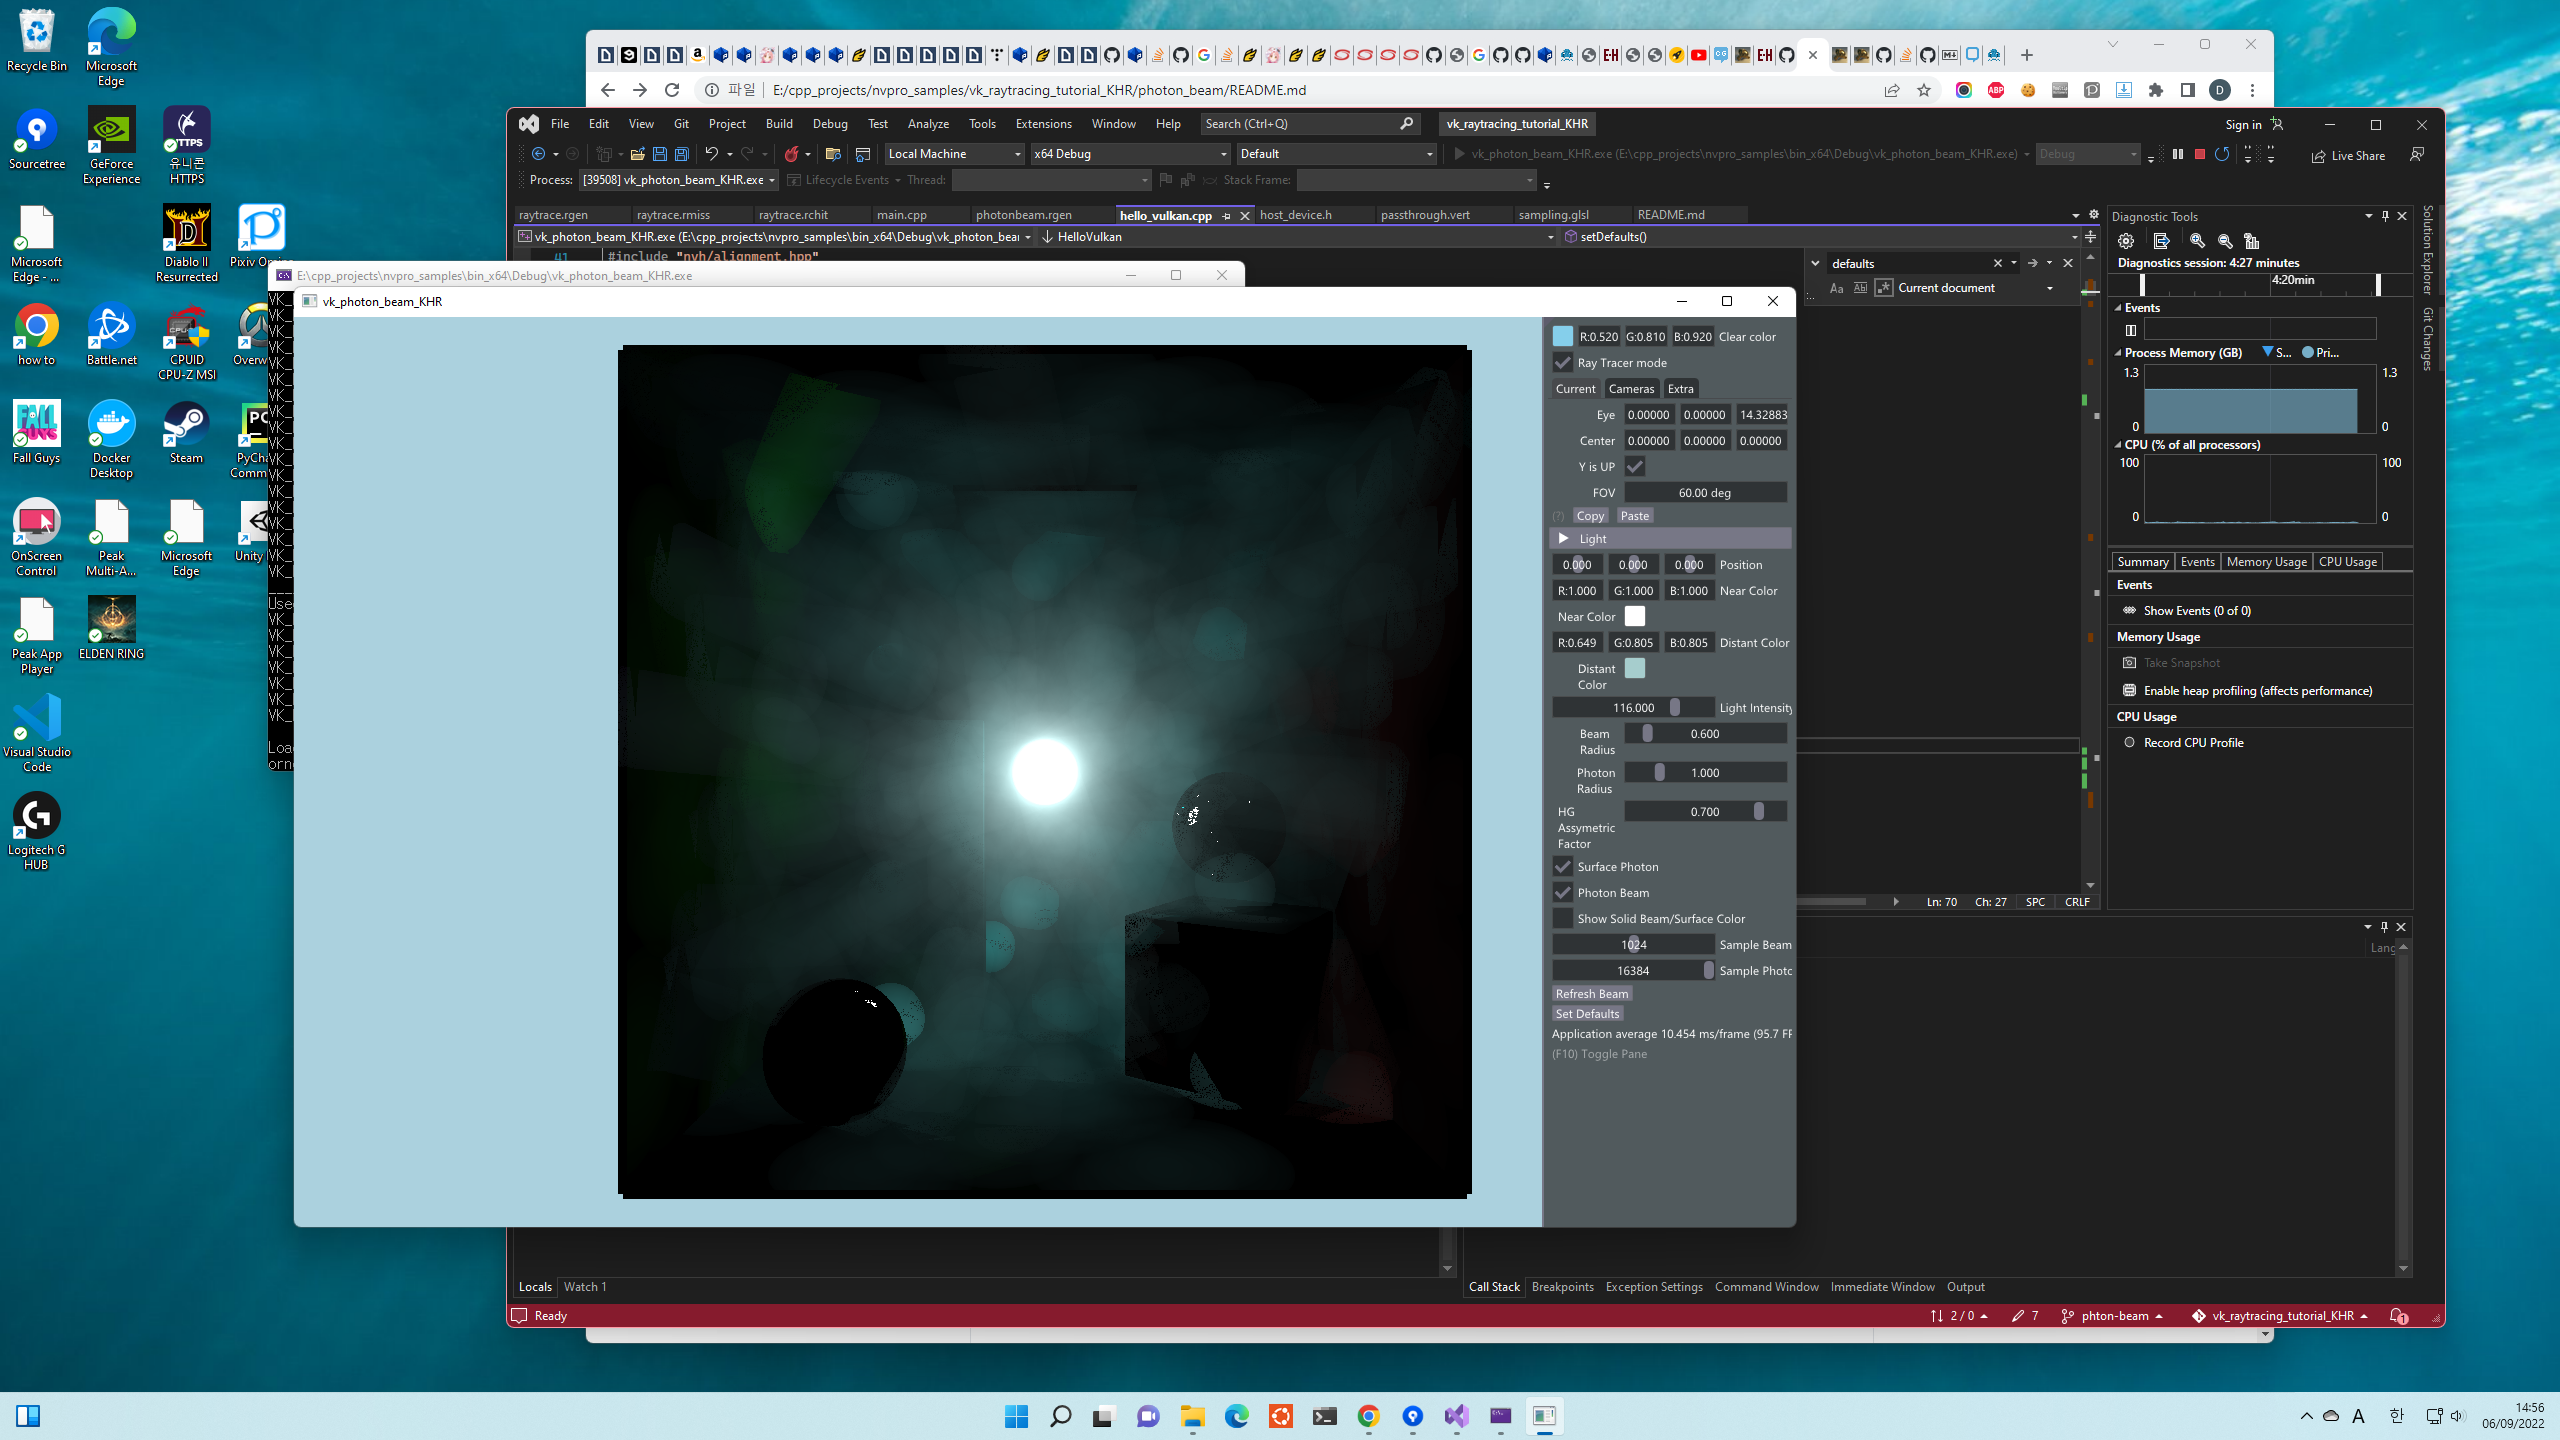 Recycle Bin
Microsoft Edge
Sourcetree
GeForce Experience
유니콘 HTTPS
Microsoft Edge - ...
Diablo II Resurrected
how to
Battle.net
CPUID CPU-Z MSI
Fall Guys
Docker Desktop
Steam
OnScreen Control
Peak Multi-A...
Microsoft Edge
Unity
Peak App Player
ELDEN RING
Visual Studio Code
Logitech G HUB
파일
E:/cpp_projects/nvpro_samples/vk_raytracing_tutorial_KHR/photon_beam/README.md
File Edit View Git Project Build Debug Test Analyze Tools Extensions Window Help
Search (Ctrl+Q)
vk_raytracing_tutorial_KHR
Sign in
Local Machine
x64 Debug
Default
vk_photon_beam_KHR.exe (E:\cpp_projects\nvpro_samples\bin_x64\Debug\vk_photon_beam_KHR.exe)
Debug
Live Share
Process: [39508] vk_photon_beam_KHR.exe
Lifecycle Events
Thread:
Stack Frame:
raytrace.rgen raytrace.rmiss raytrace.rchit main.cpp photonbeam.rgen hello_vulkan.cpp host_device.h passthrough.vert sampling.glsl README.md
HelloVulkan
setDefaults()
41 #include "nvh/alignment.hpp"
defaults
Current document
E:\cpp_projects\nvpro_samples\bin_x64\Debug\vk_photon_beam_KHR.exe
vk_photon_beam_KHR
R:0.520 G:0.810 B:0.920 Clear color
Ray Tracer mode
Current Cameras Extra
Eye 0.00000 0.00000 14.32883
Center 0.00000 0.00000 0.00000
Y is UP
FOV 60.00 deg
(?) Copy Paste
Light
0.000 0.000 0.000 Position
R:1.000 G:1.000 B:1.000 Near Color
Near Color
R:0.649 G:0.805 B:0.805 Distant Color
Distant Color
116.000 Light Intensity
Beam Radius 0.600
Photon Radius 1.000
HG Assymetric Factor 0.700
Surface Photon
Photon Beam
Show Solid Beam/Surface Color
1024 Sample Beam
16384 Sample Photo
Refresh Beam
Set Defaults
Application average 10.454 ms/frame (95.7 FP
(F10) Toggle Pane
Diagnostic Tools
Diagnostics session: 4:27 minutes
4:20min
Events
Process Memory (GB) S... Pri...
1.3 1.3
0 0
CPU (% of all processors)
100 100
0 0
Summary Events Memory Usage CPU Usage
Events
Show Events (0 of 0)
Memory Usage
Take Snapshot
Enable heap profiling (affects performance)
CPU Usage
Record CPU Profile
Solution Explorer
Git Changes
Ln: 70 Ch: 27 SPC CRLF
Lang
Locals Watch 1
Call Stack Breakpoints Exception Settings Command Window Immediate Window Output
Ready
2 / 0 7 phton-beam vk_raytracing_tutorial_KHR 1
A 한
14:56
06/09/2022